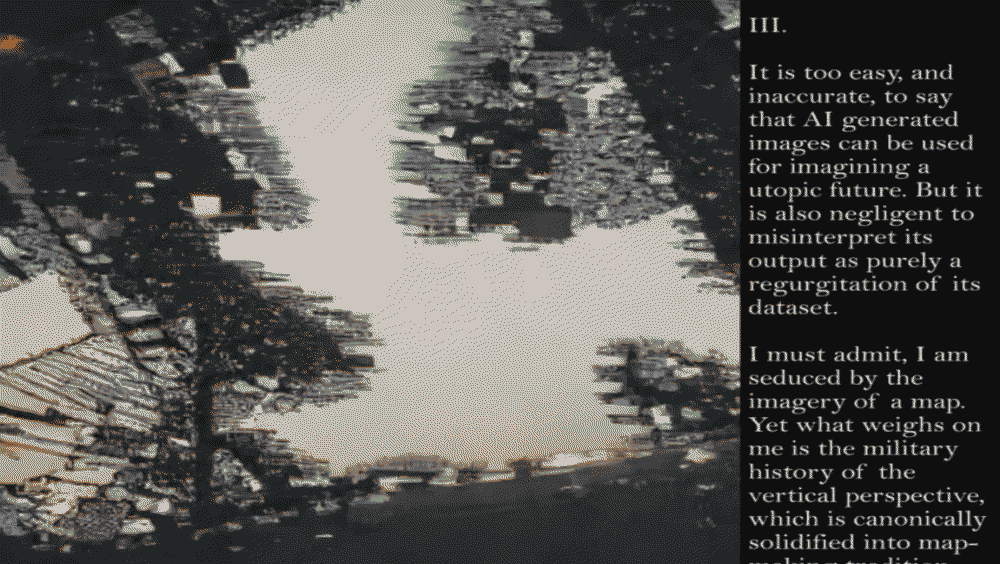 III.
It is too easy, and
inaccurate, to say
that AI generated
images can be used
for imagining a
utopic future. But it
is also negligent to
misinterpret its
output as purely a
regurgitation of its
dataset.
I must admit, I am
seduced by the
imagery of a map.
Yet what weighs on
me is the military
history of the
vertical perspective,
which is canonically
solidified into map-
making tradition